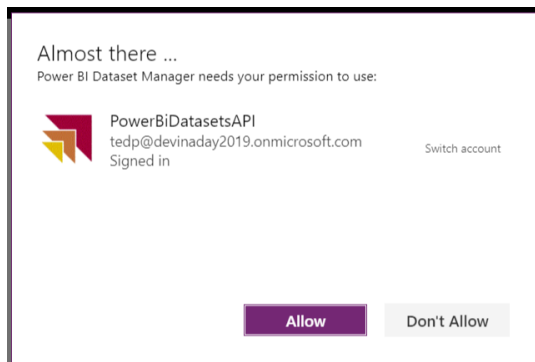 Almost there ...
Power BI Dataset Manager needs your permission to use:
PowerBiDatasetsAPI
tedp@devinaday2019.onmicrosoft.com
Switch account
Signed in
Allow
Don't Allow